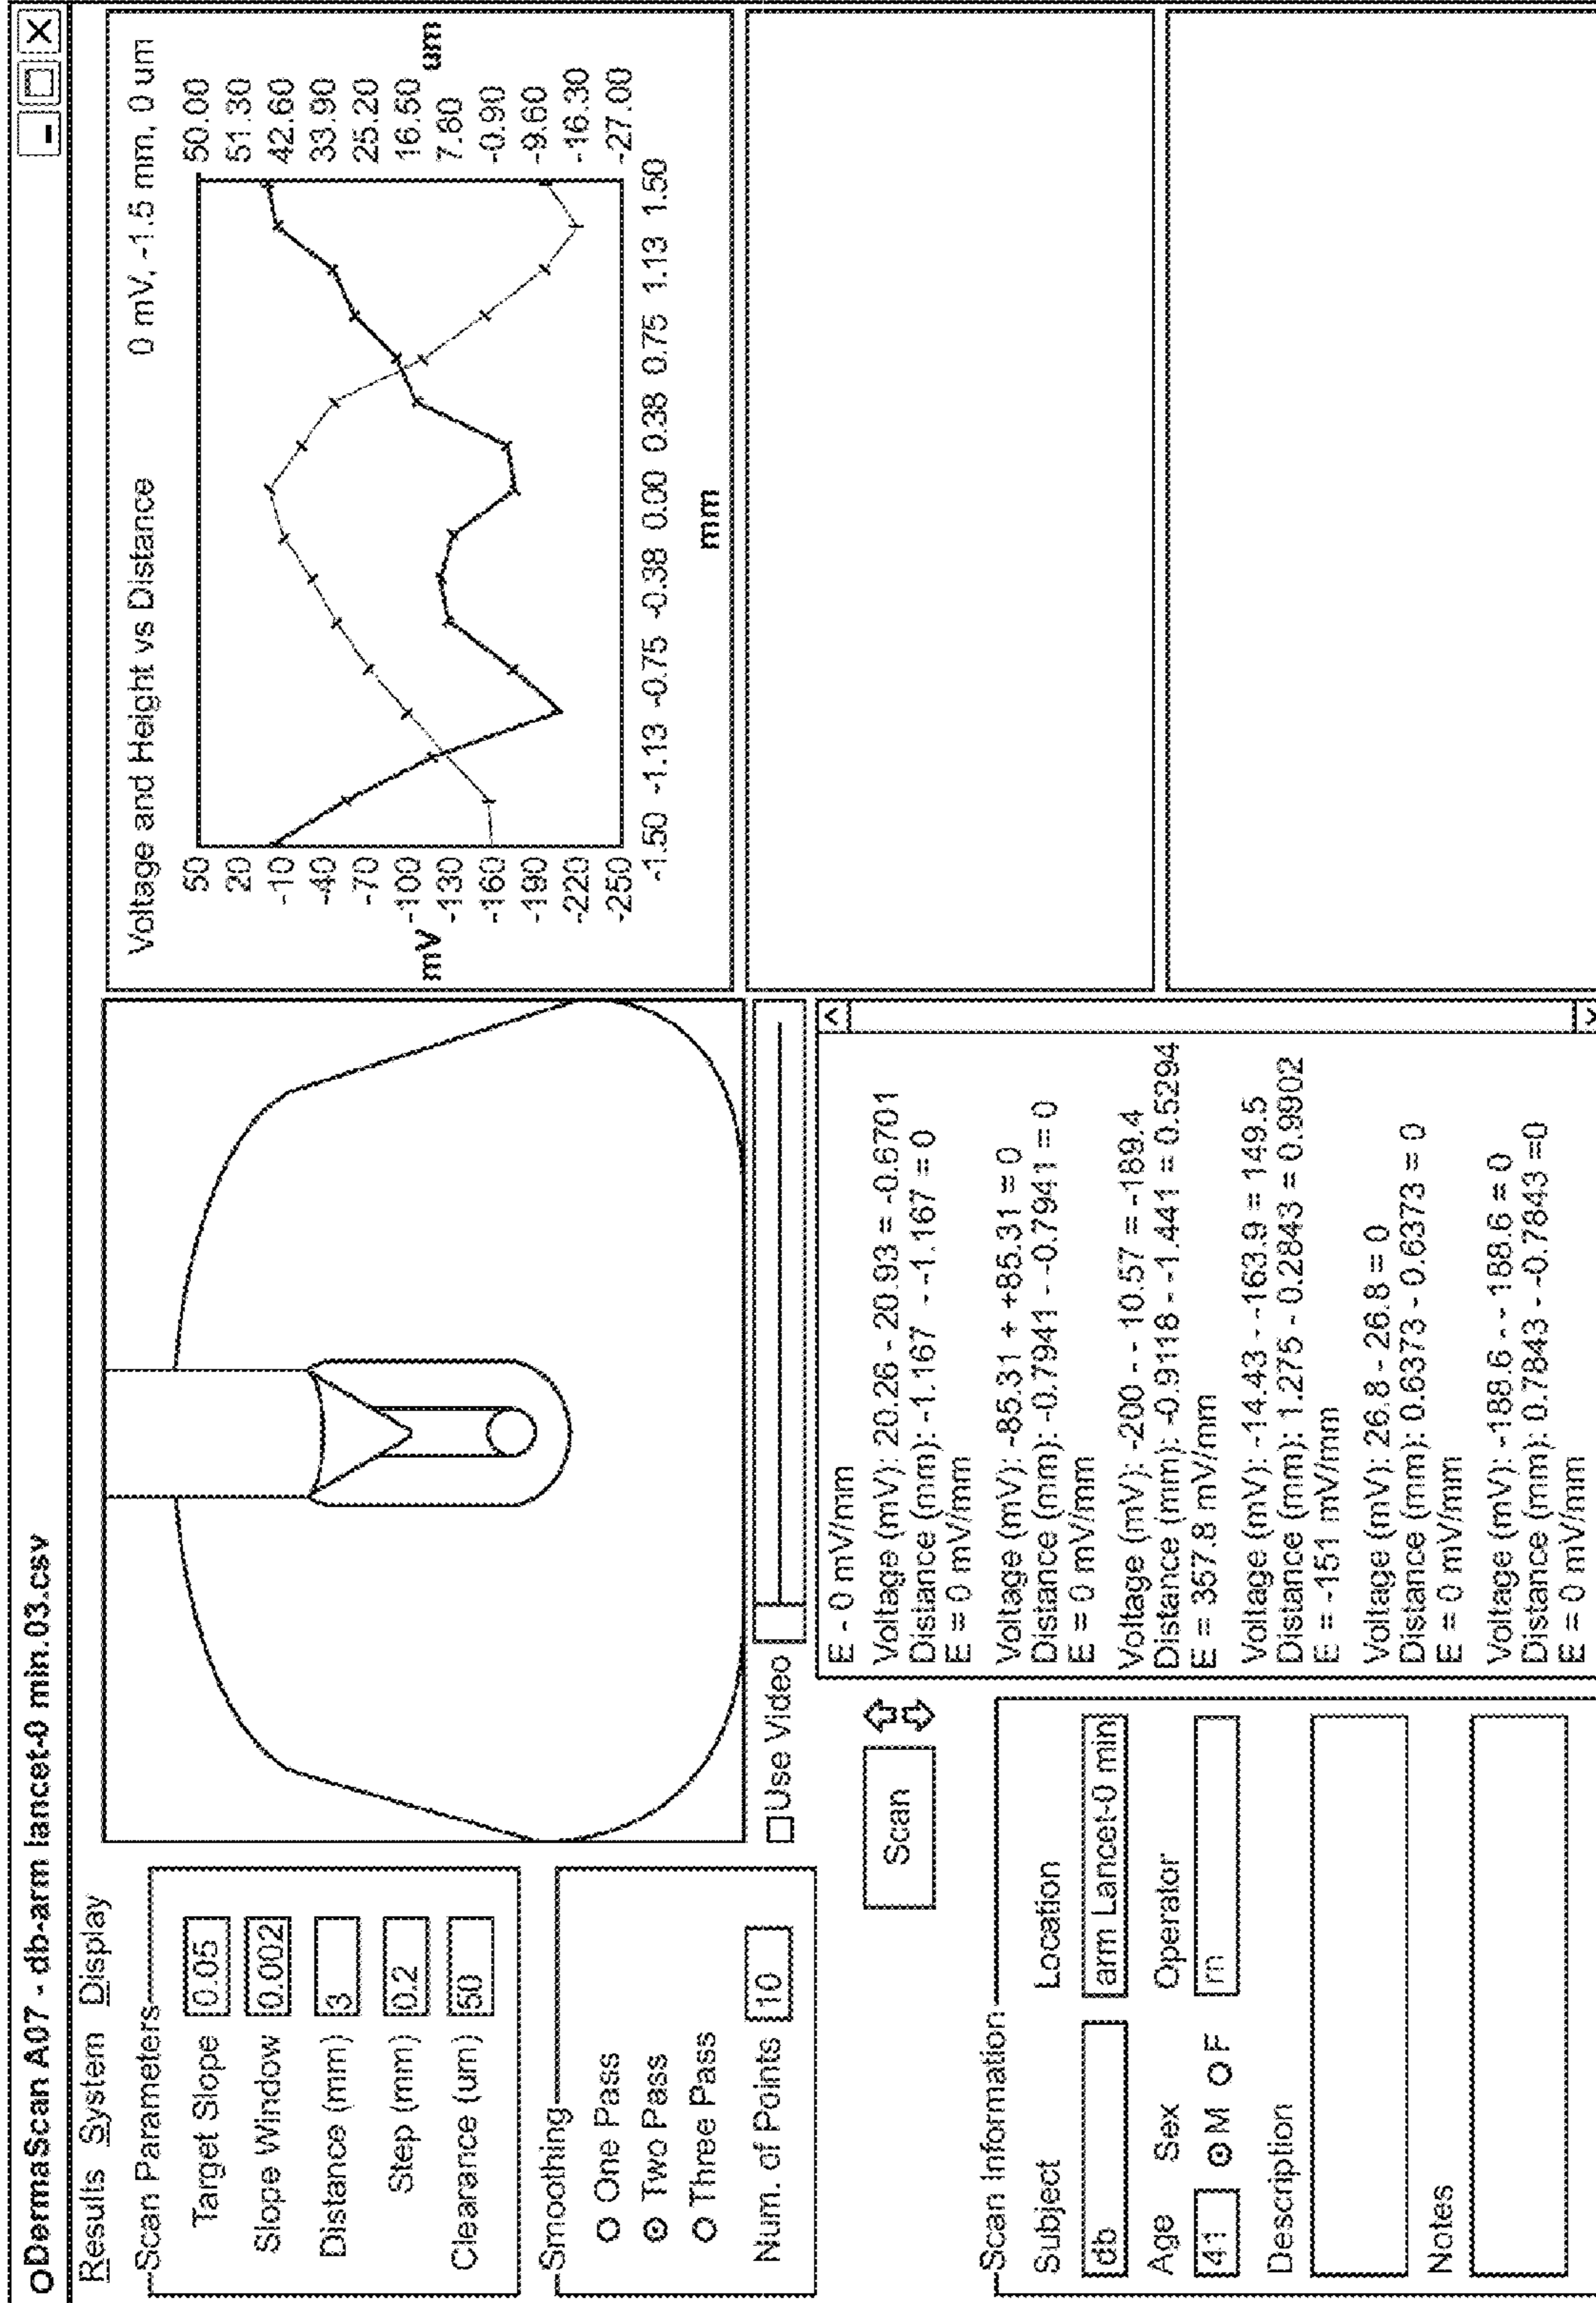 DermaScan A07 - db-arm lancet-0 min.03.csv
Results System Display
Scan Parameters
Target Slope 0.05
Slope Window 0.002
Distance (mm) 3
Step (mm) 0.2
Clearance (um) 50
Smoothing
One Pass
Two Pass
Three Pass
Num. of Points 10
Use Video
Scan
Scan Information
Subject Location
db arm Lancet-0 min
Age Sex Operator
41 M F rn
Description
Notes
E - 0 mV/mm
Voltage (mV): 20.26 - 20.93 = -0.6701
Distance (mm): -1.167 - -1.167 = 0
E = 0 mV/mm
Voltage (mV): -85.31 + +85.31 = 0
Distance (mm): -0.7941 - -0.7941 = 0
E = 0 mV/mm
Voltage (mV): -200 - - 10.57 = -189.4
Distance (mm): -0.9118 - -1.441 = 0.5294
E = 357.8 mV/mm
Voltage (mV): -14.43 - -163.9 = 149.5
Distance (mm): 1.275 - 0.2843 = 0.9902
E = -151 mV/mm
Voltage (mV): 26.8 - 26.8 = 0
Distance (mm): 0.6373 - 0.6373 = 0
E = 0 mV/mm
Voltage (mV): -188.6 - - 188.6 = 0
Distance (mm): 0.7843 - -0.7843 =0
E = 0 mV/mm
Voltage and Height vs Distance 0 mV, -1.5 mm, 0 um
50 50.00
20 51.30
-10 42.60
-40 33.90
-70 25.20
-100 16.50
mV um
-130 7.80
-160 -0.90
-190 -9.60
-220 -16.30
-250 -27.00
-1.50 -1.13 -0.75 -0.38 0.00 0.38 0.75 1.13 1.50
mm